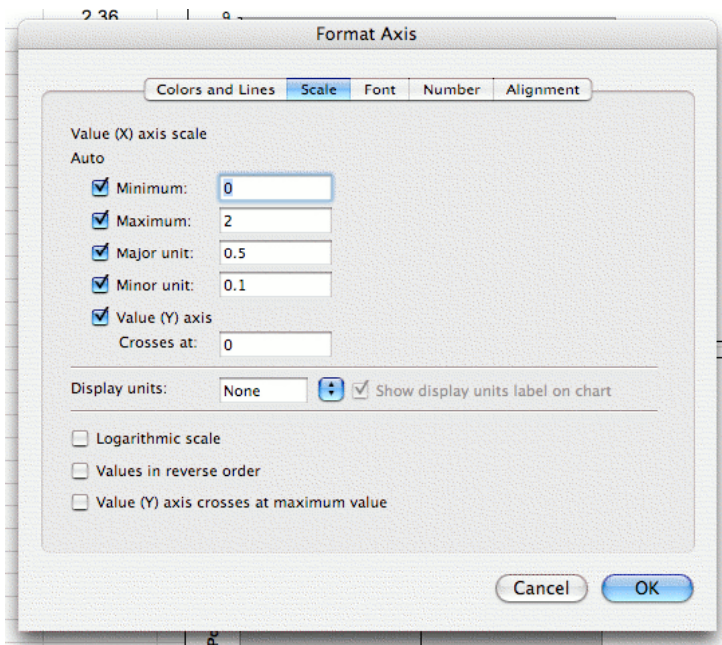 2.36
9
Format Axis
Colors and Lines Scale Font Number Alignment
Value (X) axis scale
Auto
Minimum: 0
Maximum: 2
Major unit: 0.5
Minor unit: 0.1
Value (Y) axis
Crosses at: 0
Display units: None Show display units label on chart
Logarithmic scale
Values in reverse order
Value (Y) axis crosses at maximum value
Cancel OK